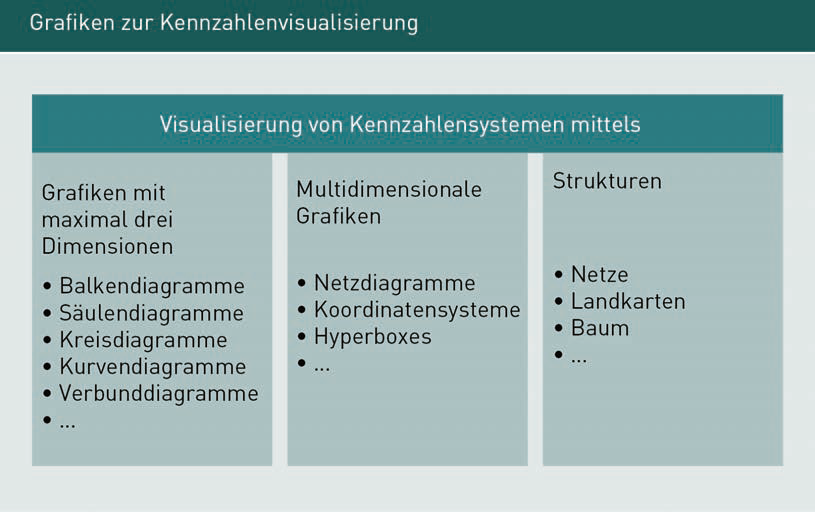 Grafiken zur Kennzahlenvisualisierung
Visualisierung von Kennzahlensystemen mittels
Grafiken mit
maximal drei
Dimensionen
• Balkendiagramme
• Säulendiagramme
• Kreisdiagramme
• Kurvendiagramme
• Verbunddiagramme
• ...
Multidimensionale
Grafiken
• Netzdiagramme
• Koordinatensysteme
• Hyperboxes
• ...
Strukturen
• Netze
• Landkarten
• Baum
• ...